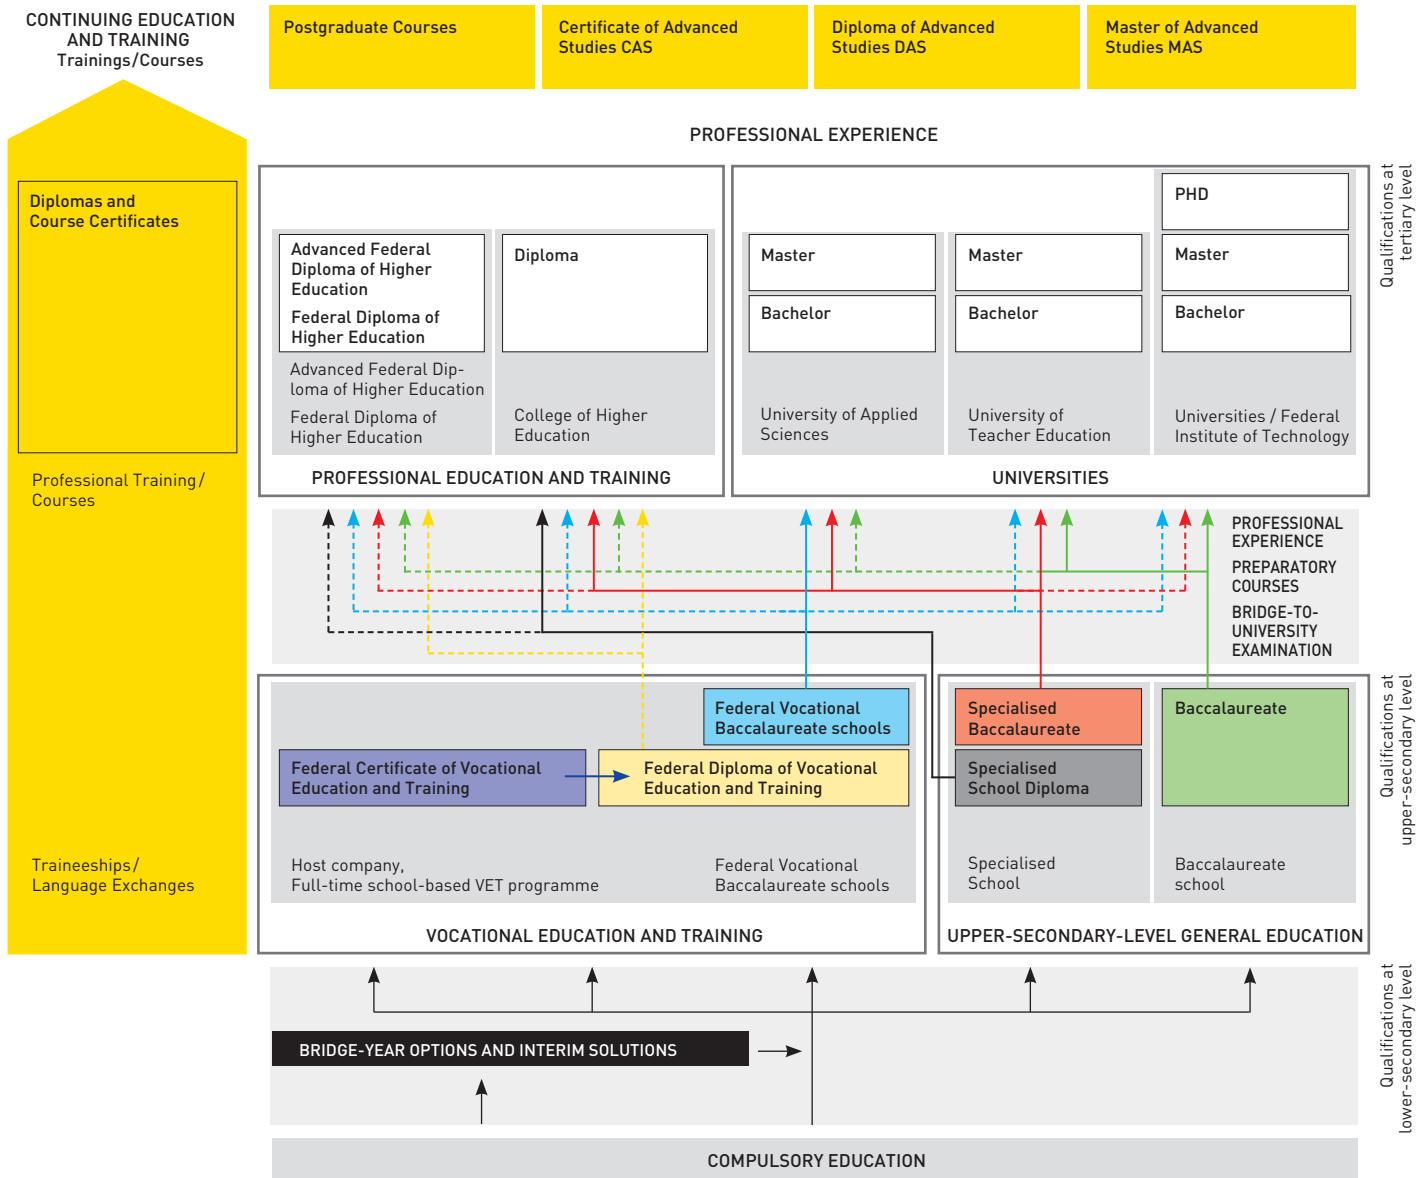 CONTINUING EDUCATION
AND TRAINING
Trainings/Courses
Postgraduate Courses
Certificate of Advanced
Studies CAS
Diploma of Advanced
Studies DAS
Master of Advanced
Studies MAS
PROFESSIONAL EXPERIENCE
Diplomas and
Course Certificates
Professional Training/
Courses
Traineeships/
Language Exchanges
Advanced Federal
Diploma of Higher
Education
Federal Diploma of
Higher Education
Advanced Federal Dip-
loma of Higher Education
Federal Diploma of
Higher Education
Diploma
College of Higher
Education
PROFESSIONAL EDUCATION AND TRAINING
Master
Bachelor
University of Applied
Sciences
Master
Bachelor
University of
Teacher Education
PHD
Master
Bachelor
Universities / Federal
Institute of Technology
UNIVERSITIES
Qualifications at
tertiary level
PROFESSIONAL
EXPERIENCE
PREPARATORY
COURSES
BRIDGE-TO-
UNIVERSITY
EXAMINATION
Federal Vocational
Baccalaureate schools
Federal Certificate of Vocational
Education and Training
Federal Diploma of Vocational
Education and Training
Host company,
Full-time school-based VET programme
Federal Vocational
Baccalaureate schools
VOCATIONAL EDUCATION AND TRAINING
Specialised
Baccalaureate
Specialised
School Diploma
Specialised
School
Baccalaureate
Baccalaureate
school
UPPER-SECONDARY-LEVEL GENERAL EDUCATION
Qualifications at
upper-secondary level
BRIDGE-YEAR OPTIONS AND INTERIM SOLUTIONS
Qualifications at
lower-secondary level
COMPULSORY EDUCATION